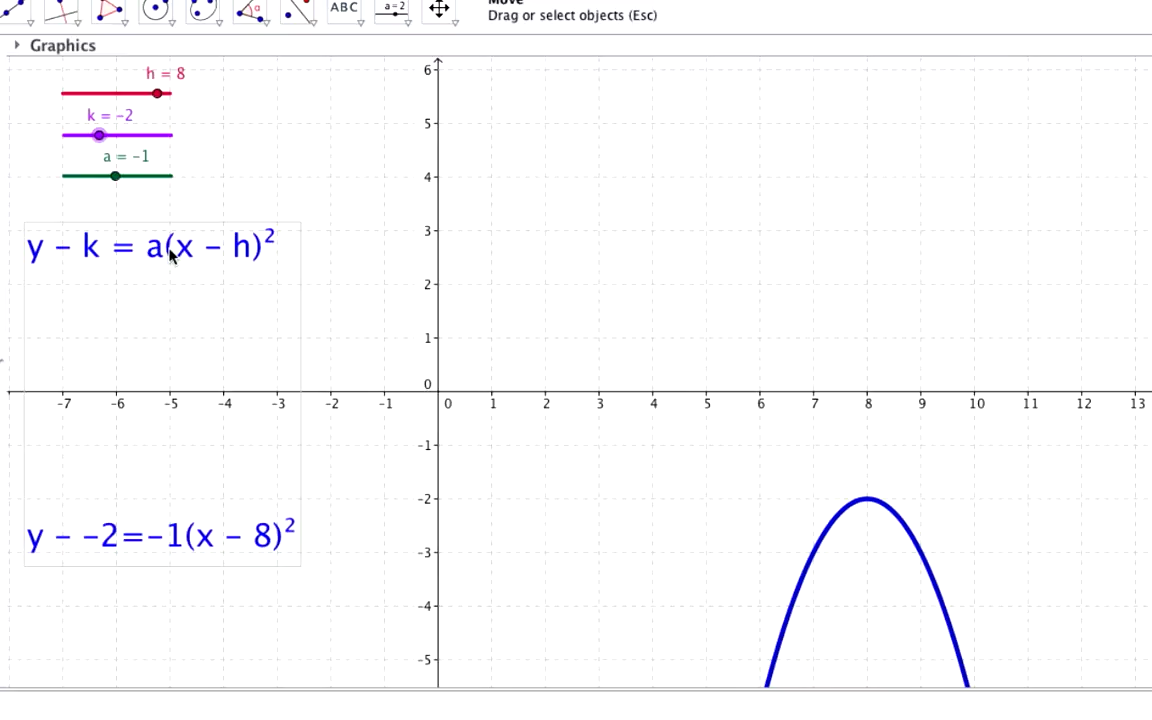 Move
ABC
a=2
Drag or select objects (Esc)
Graphics
h = 8
k = −2
a = −1
y − k = a(x − h)²
y − −2=−1(x − 8)²
6
5
4
3
2
1
0
-7 -6 -5 -4 -3 -2 -1 0 1 2 3 4 5 6 7 8 9 10 11 12 13
-1
-2
-3
-4
-5